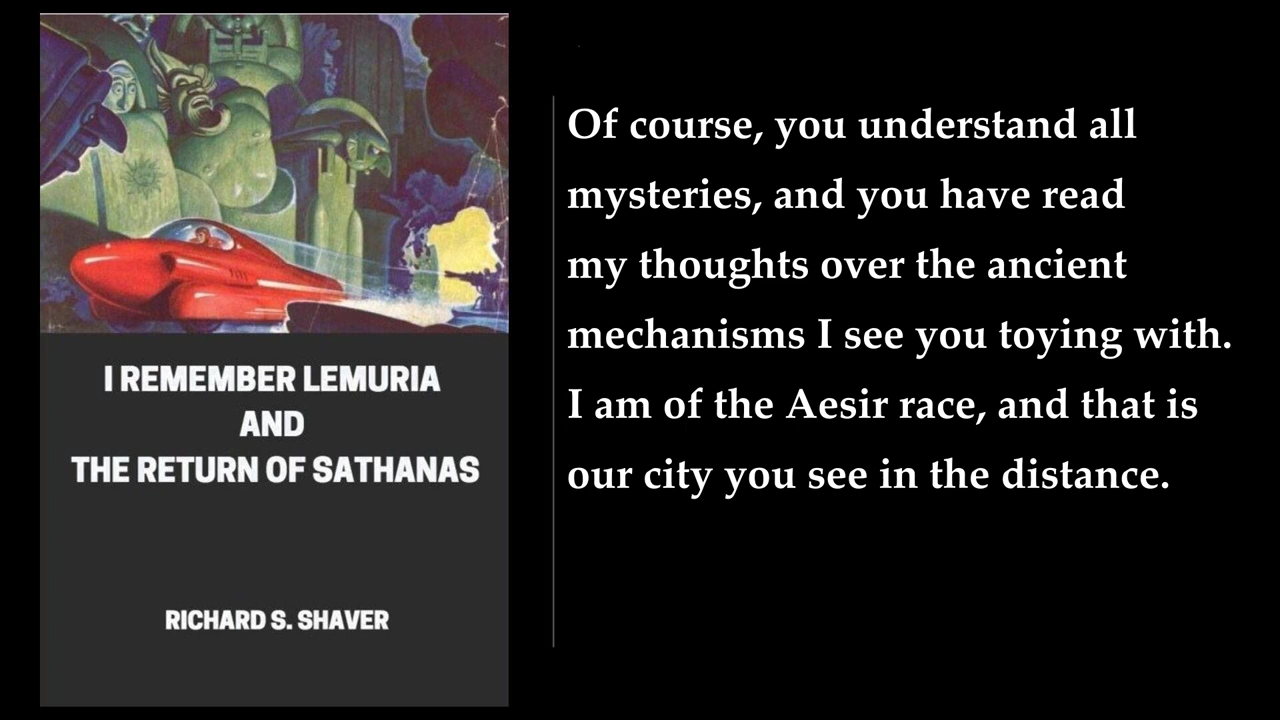 I REMEMBER LEMURIA
AND
THE RETURN OF SATHANAS
RICHARD S. SHAVER
Of course, you understand all
mysteries, and you have read
my thoughts over the ancient
mechanisms I see you toying with.
I am of the Aesir race, and that is
our city you see in the distance.